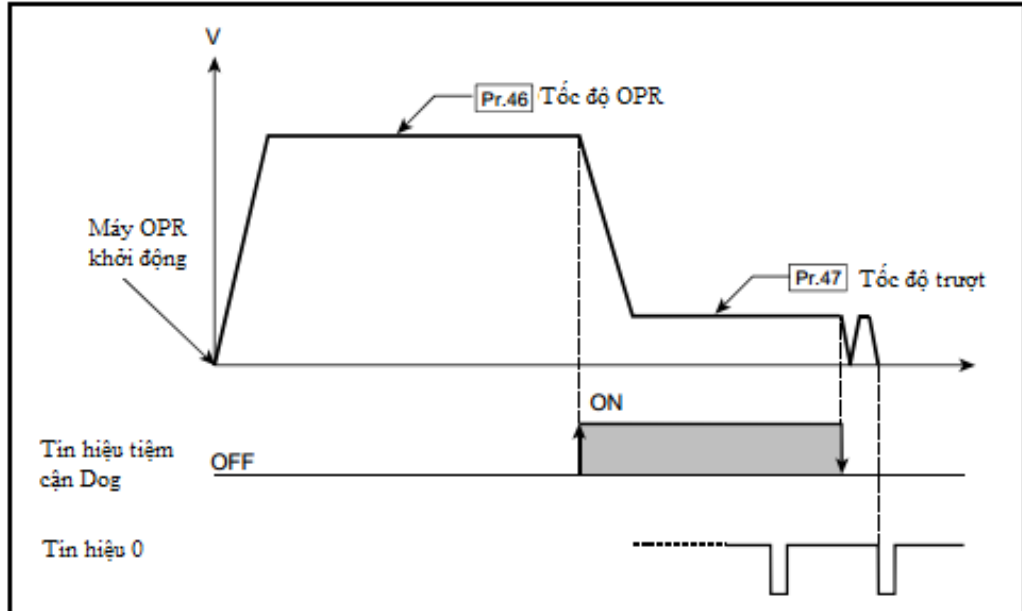 V
Pr.46 Tốc độ OPR
Máy OPR
khởi động
Pr.47 Tốc độ trượt
ON
Tín hiệu tiệm
cận Dog
OFF
Tín hiệu 0